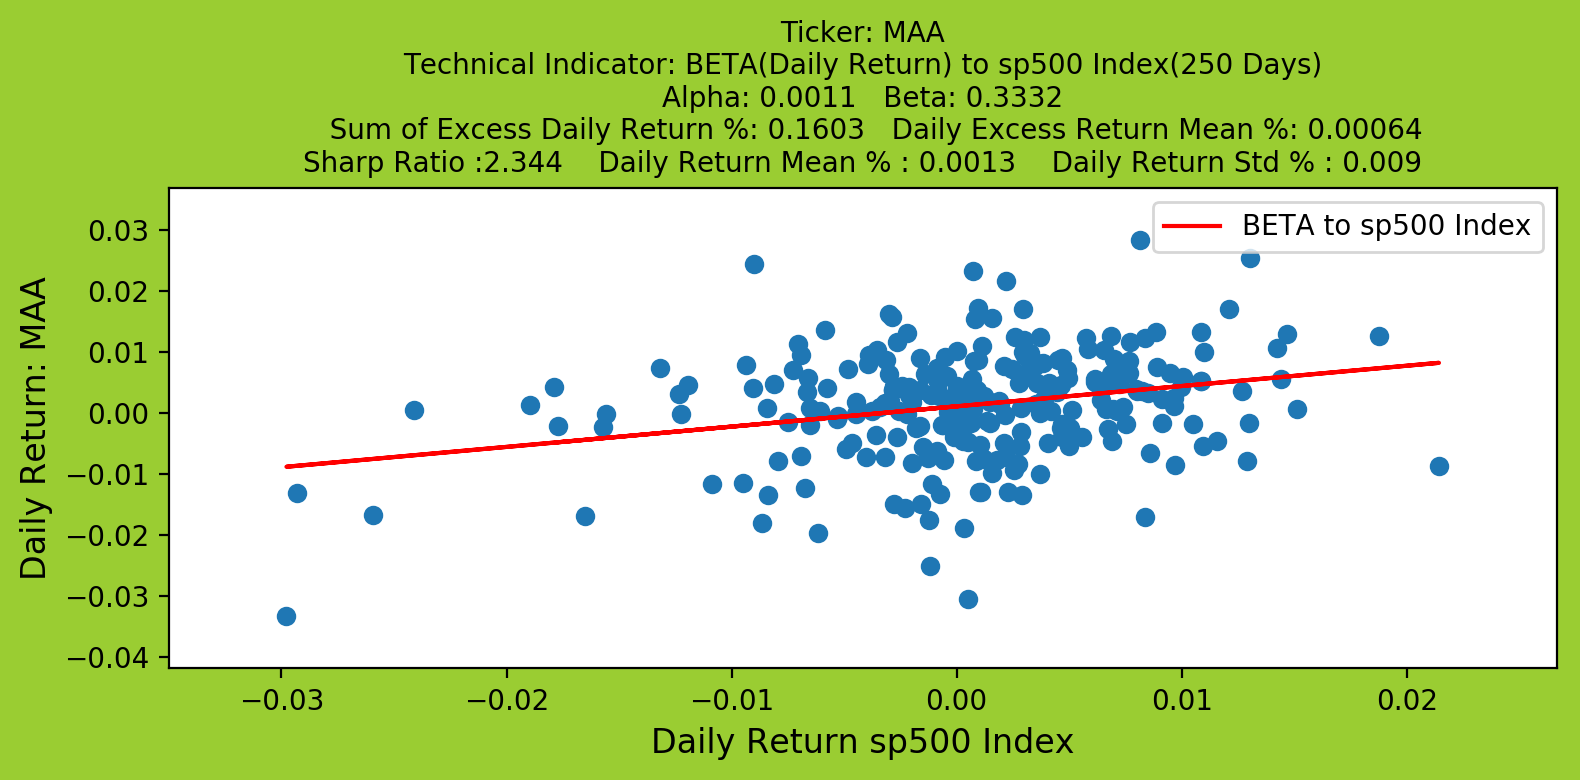 Ticker: MAA
Technical Indicator: BETA(Daily Return) to sp500 Index(250 Days)
Alpha: 0.0011 Beta: 0.3332
Sum of Excess Daily Return %: 0.1603 Daily Excess Return Mean %: 0.00064
Sharp Ratio :2.344 Daily Return Mean % : 0.0013 Daily Return Std % : 0.009
BETA to sp500 Index
Daily Return: MAA
0.03
0.02
0.01
0.00
−0.01
−0.02
−0.03
−0.04
−0.03 −0.02 −0.01 0.00 0.01 0.02
Daily Return sp500 Index